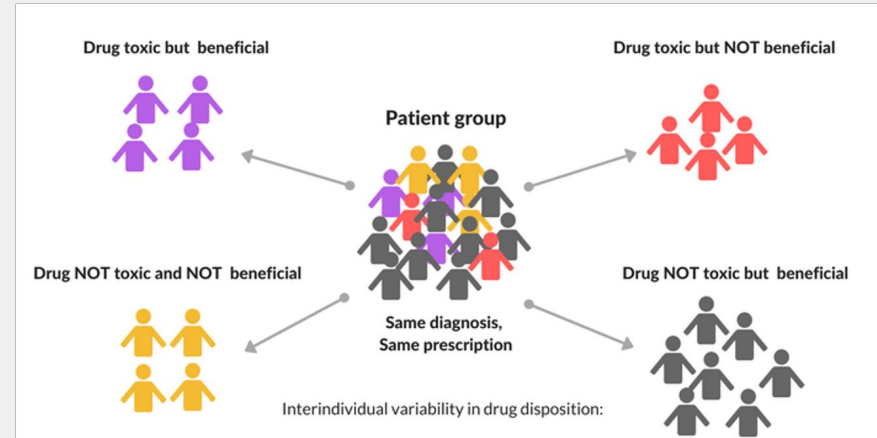 Drug toxic but beneficial
Drug toxic but NOT beneficial
Patient group
Drug NOT toxic and NOT beneficial
Drug NOT toxic but beneficial
Same diagnosis,
Same prescription
Interindividual variability in drug disposition: